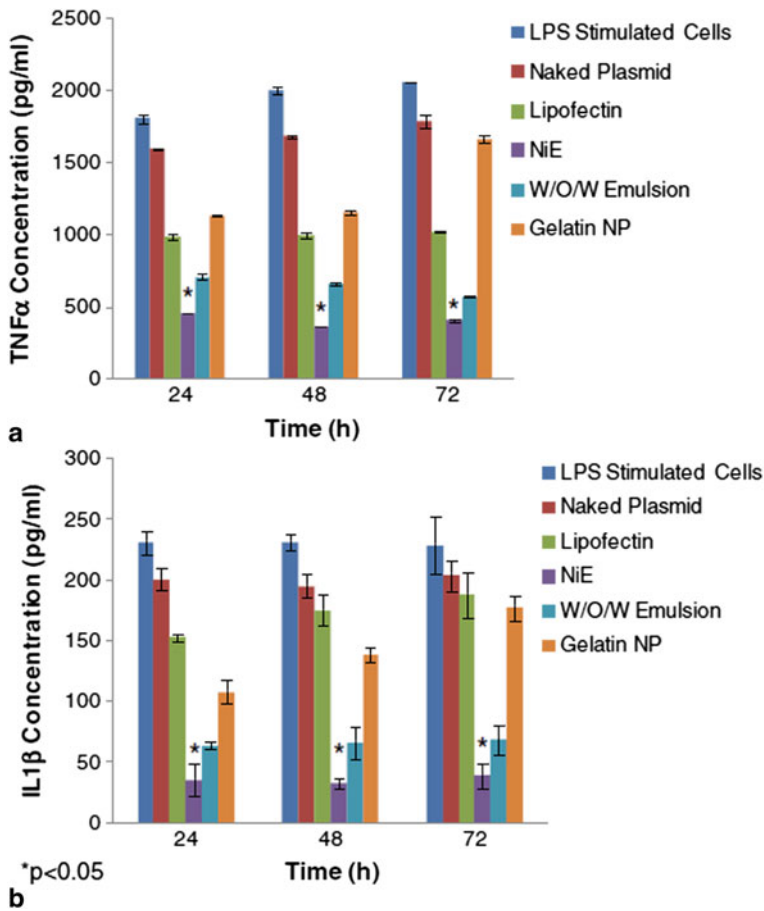 2500
2000
1500
1000
500
0
TNFα Concentration (pg/ml)
LPS Stimulated Cells
Naked Plasmid
Lipofectin
NiE
W/O/W Emulsion
Gelatin NP
* * *
24 48 72
Time (h)
a
300
250
200
150
100
50
0
IL1β Concentration (pg/ml)
LPS Stimulated Cells
Naked Plasmid
Lipofectin
NiE
W/O/W Emulsion
Gelatin NP
* * *
24 48 72
*p<0.05
Time (h)
b